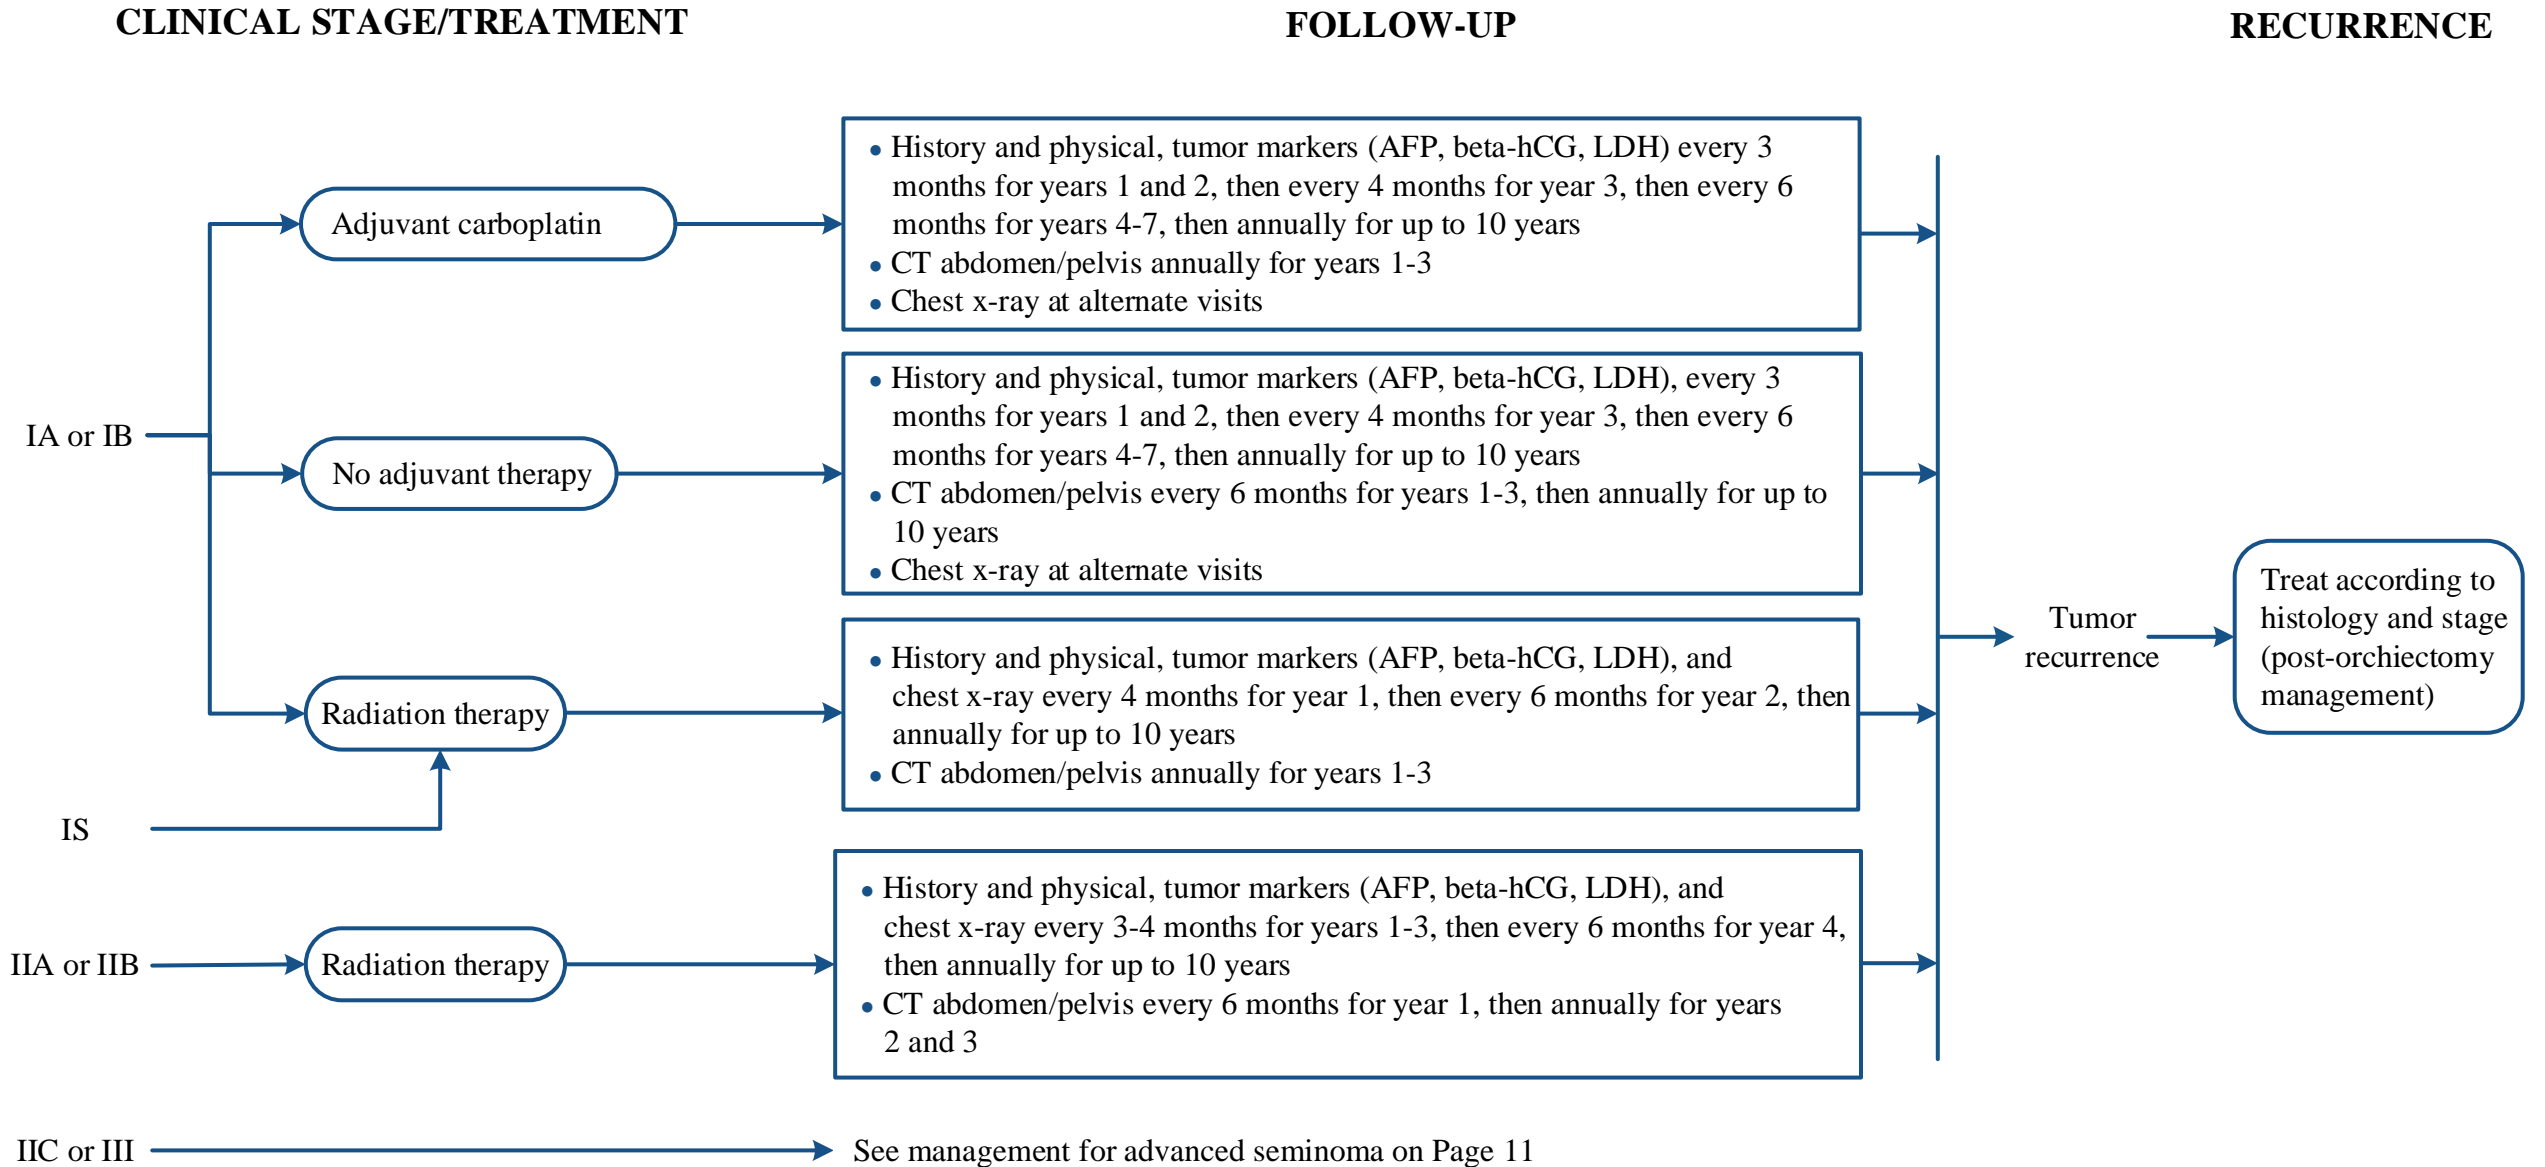 CLINICAL STAGE/TREATMENT
FOLLOW-UP
RECURRENCE
IA or IB
Adjuvant carboplatin
• History and physical, tumor markers (AFP, beta-hCG, LDH) every 3
months for years 1 and 2, then every 4 months for year 3, then every 6
months for years 4-7, then annually for up to 10 years
• CT abdomen/pelvis annually for years 1-3
• Chest x-ray at alternate visits
No adjuvant therapy
• History and physical, tumor markers (AFP, beta-hCG, LDH), every 3
months for years 1 and 2, then every 4 months for year 3, then every 6
months for years 4-7, then annually for up to 10 years
• CT abdomen/pelvis every 6 months for years 1-3, then annually for up to
10 years
• Chest x-ray at alternate visits
Radiation therapy
• History and physical, tumor markers (AFP, beta-hCG, LDH), and
chest x-ray every 4 months for year 1, then every 6 months for year 2, then
annually for up to 10 years
• CT abdomen/pelvis annually for years 1-3
IS
IIA or IIB
Radiation therapy
• History and physical, tumor markers (AFP, beta-hCG, LDH), and
chest x-ray every 3-4 months for years 1-3, then every 6 months for year 4,
then annually for up to 10 years
• CT abdomen/pelvis every 6 months for year 1, then annually for years
2 and 3
Tumor
recurrence
Treat according to
histology and stage
(post-orchiectomy
management)
IIC or III
See management for advanced seminoma on Page 11